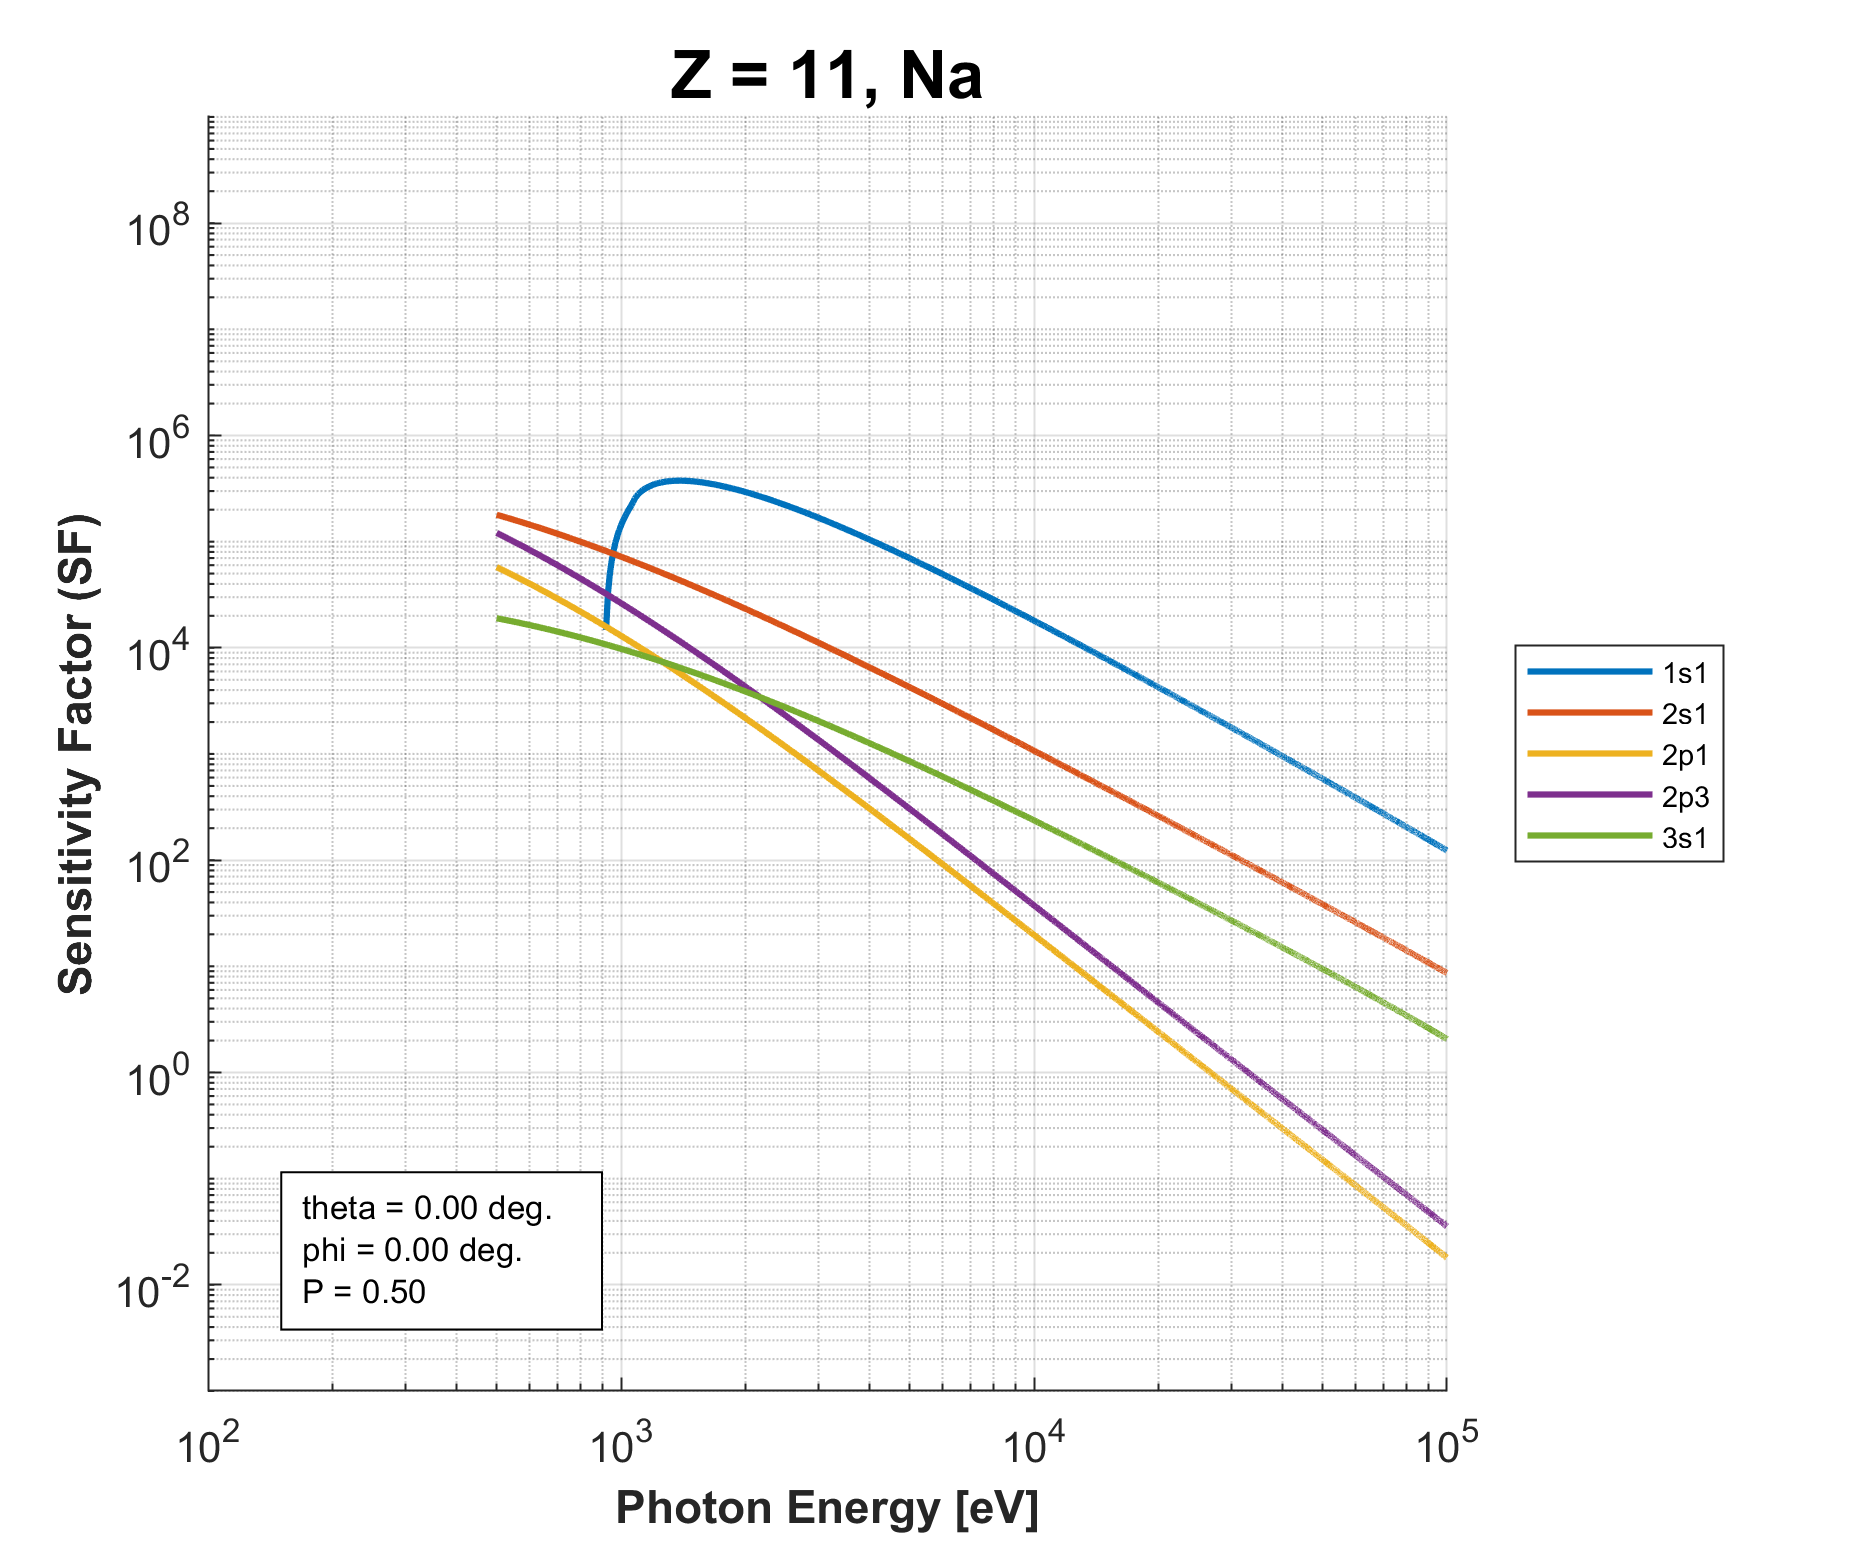 Z = 11, Na
Sensitivity Factor (SF)
10^8
10^6
10^4
10^2
10^0
10^-2
10^2
10^3
10^4
10^5
Photon Energy [eV]
theta = 0.00 deg.
phi = 0.00 deg.
P = 0.50
1s1
2s1
2p1
2p3
3s1